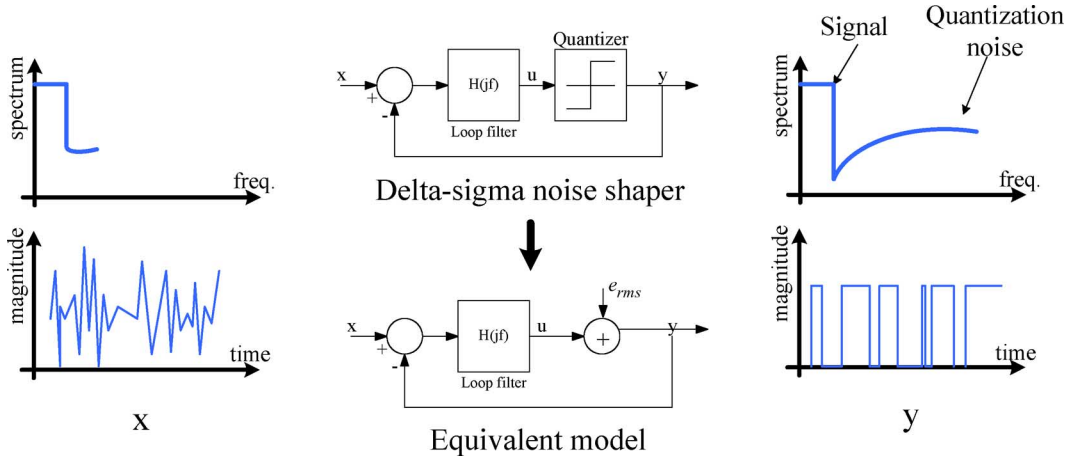 spectrum
freq.
magnitude
time
x
Quantizer
x
+
-
H(jf)
u
y
Loop filter
Delta-sigma noise shaper
e_rms
x
+
-
H(jf)
u
+
y
Loop filter
Equivalent model
Signal
Quantization
noise
spectrum
freq.
magnitude
time
y